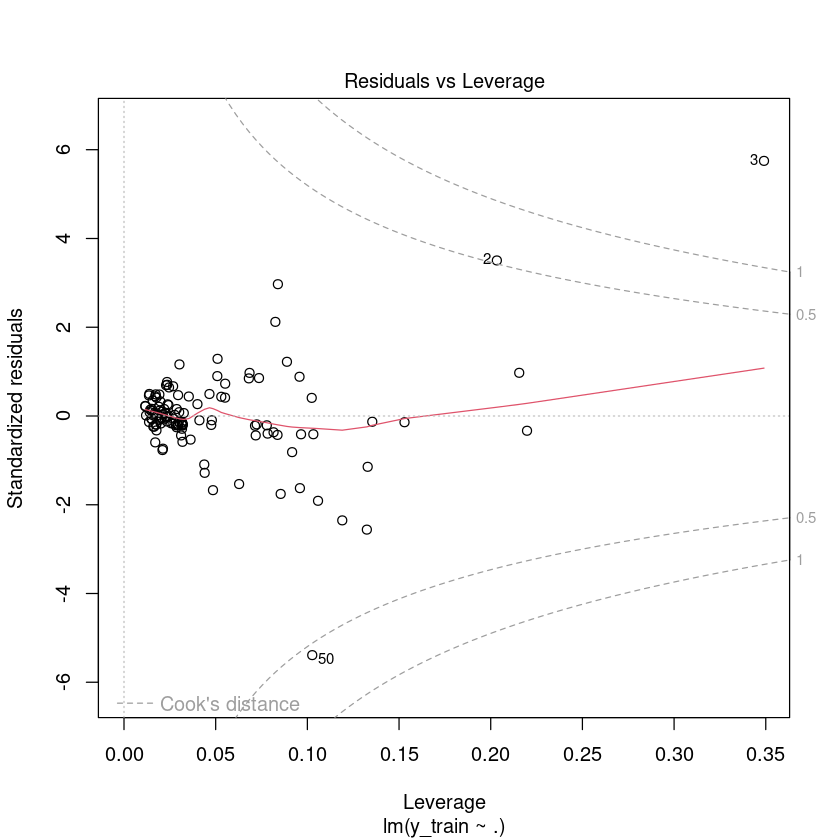 Residuals vs Leverage
Standardized residuals
6
4
2
0
-2
-4
-6
3
2
50
1
0.5
0.5
1
Cook's distance
0.00 0.05 0.10 0.15 0.20 0.25 0.30 0.35
Leverage
lm(y_train ~ .)